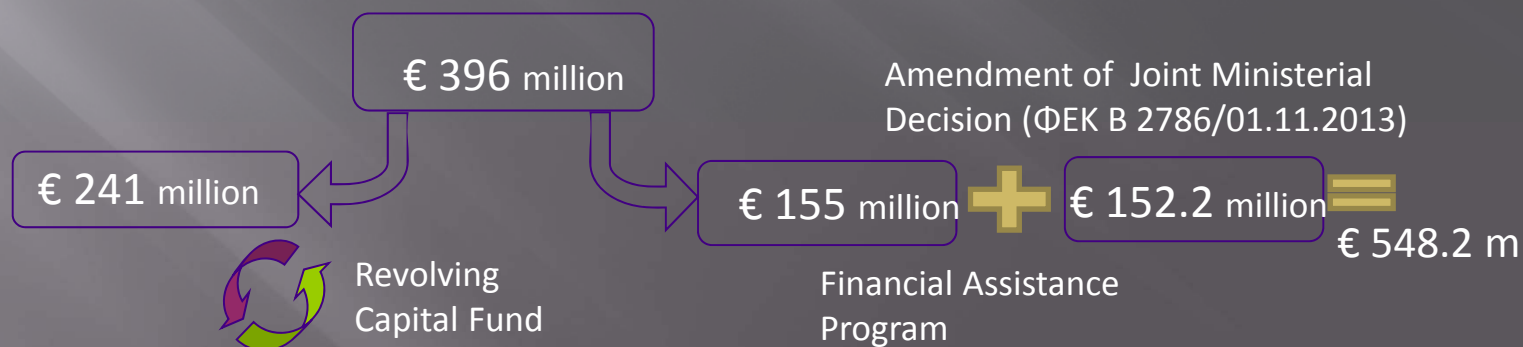 € 396 million
Amendment of Joint Ministerial
Decision (ΦΕΚ Β 2786/01.11.2013)
€ 241 million
€ 155 million
€ 152.2 million
€ 548.2 m
Revolving
Capital Fund
Financial Assistance
Program